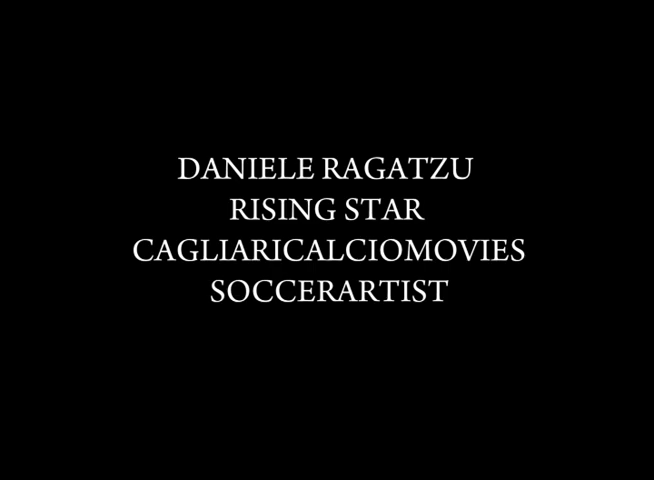 DANIELE RAGATZU
RISING STAR
CAGLIARICALCIOMOVIES
SOCCERARTIST